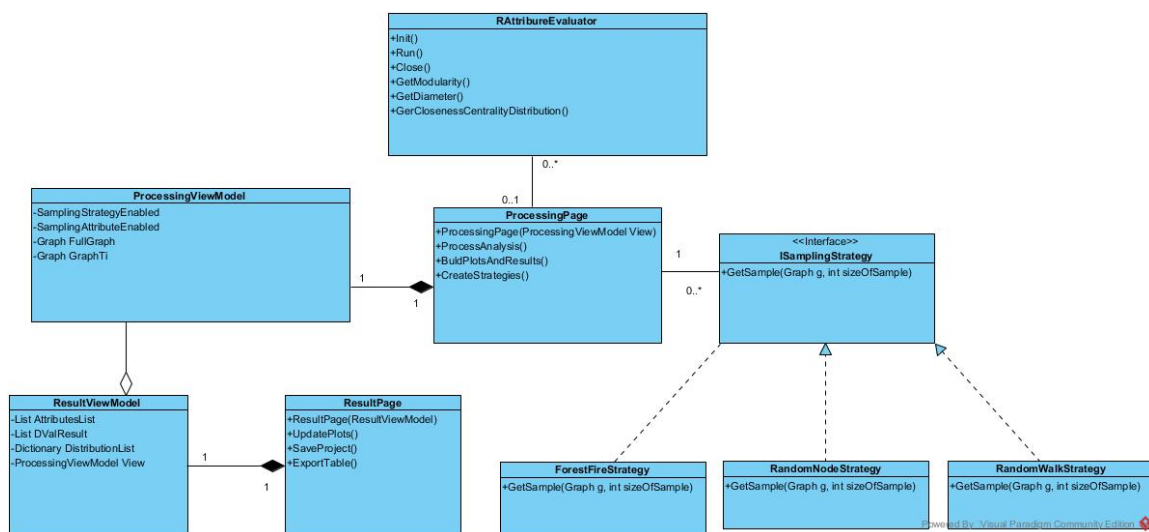 RAttribureEvaluator
+Init()
+Run()
+Close()
+GetModularity()
+GetDiameter()
+GerClosenessCentralityDistribution()
0..*
0..1
ProcessingViewModel
-SamplingStrategyEnabled
-SamplingAttributeEnabled
-Graph FullGraph
-Graph GraphTi
ProcessingPage
+ProcessingPage(ProcessingViewModel View)
+ProcessAnalysis()
+BuldPlotsAndResults()
+CreateStrategies()
1
1
1
0..*
<<Interface>>
ISamplingStrategy
+GetSample(Graph g, int sizeOfSample)
ResultViewModel
-List AttributesList
-List DValResult
-Dictionary DistributionList
-ProcessingViewModel View
1
1
ResultPage
+ResultPage(ResultViewModel)
+UpdatePlots()
+SaveProject()
+ExportTable()
ForestFireStrategy
+GetSample(Graph g, int sizeOfSample)
RandomNodeStrategy
+GetSample(Graph g, int sizeOfSample)
RandomWalkStrategy
+GetSample(Graph g, int sizeOfSample)
Powered By Visual Paradigm Community Edition